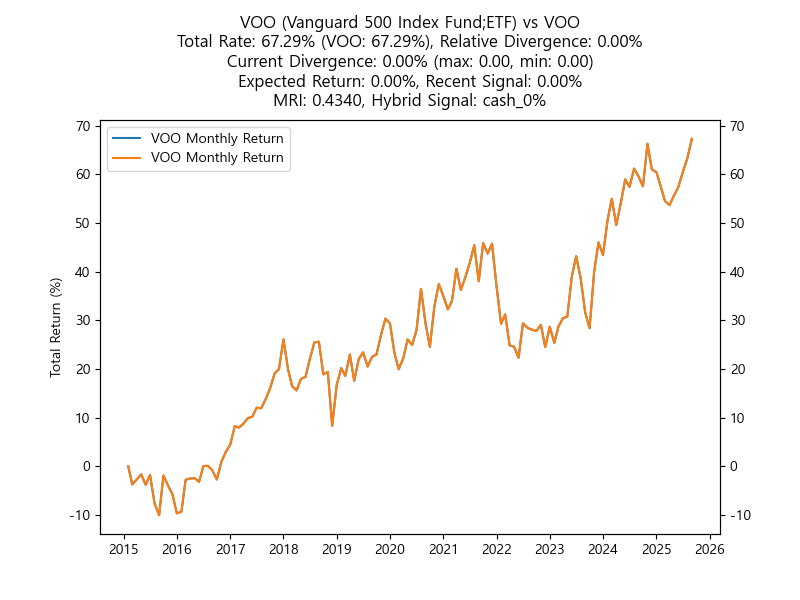 VOO (Vanguard 500 Index Fund;ETF) vs VOO
Total Rate: 67.29% (VOO: 67.29%), Relative Divergence: 0.00%
Current Divergence: 0.00% (max: 0.00, min: 0.00)
Expected Return: 0.00%, Recent Signal: 0.00%
MRI: 0.4340, Hybrid Signal: cash_0%
VOO Monthly Return
VOO Monthly Return
Total Return (%)
70
60
50
40
30
20
10
0
-10
70
60
50
40
30
20
10
0
-10
2015 2016 2017 2018 2019 2020 2021 2022 2023 2024 2025 2026